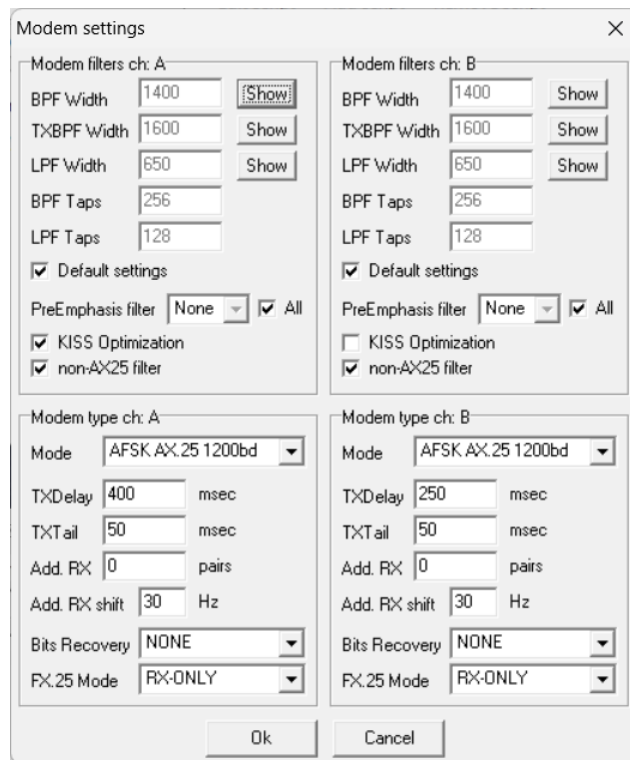 Modem settings
Modem filters ch: A
BPF Width 1400 Show
TXBPF Width 1600 Show
LPF Width 650 Show
BPF Taps 256
LPF Taps 128
Default settings
PreEmphasis filter None All
KISS Optimization
non-AX25 filter
Modem filters ch: B
BPF Width 1400 Show
TXBPF Width 1600 Show
LPF Width 650 Show
BPF Taps 256
LPF Taps 128
Default settings
PreEmphasis filter None All
KISS Optimization
non-AX25 filter
Modem type ch: A
Mode AFSK AX.25 1200bd
TXDelay 400 msec
TXTail 50 msec
Add. RX 0 pairs
Add. RX shift 30 Hz
Bits Recovery NONE
FX.25 Mode RX-ONLY
Modem type ch: B
Mode AFSK AX.25 1200bd
TXDelay 250 msec
TXTail 50 msec
Add. RX 0 pairs
Add. RX shift 30 Hz
Bits Recovery NONE
FX.25 Mode RX-ONLY
Ok Cancel